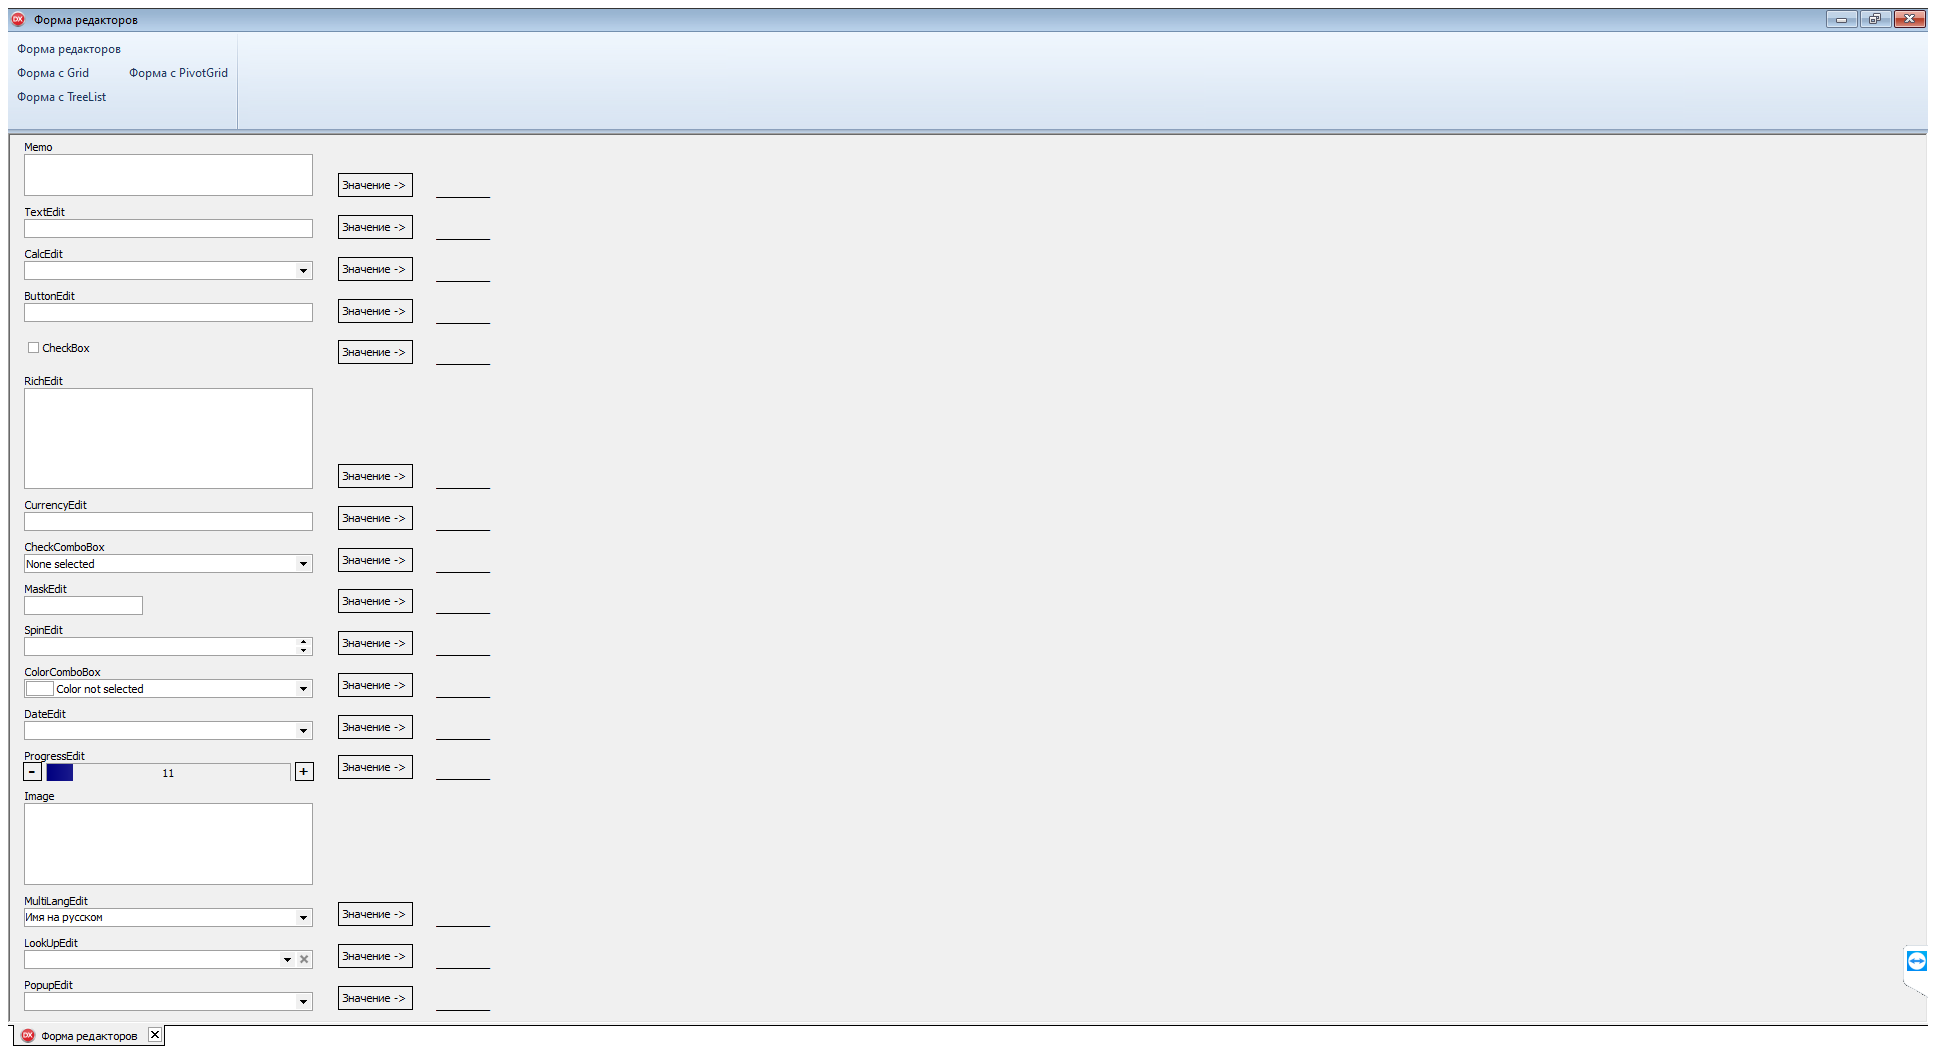 DX Форма редакторов
Форма редакторов
Форма с Grid Форма с PivotGrid
Форма с TreeList
Memo
Значение ->
TextEdit
Значение ->
CalcEdit
Значение ->
ButtonEdit
Значение ->
CheckBox
Значение ->
RichEdit
Значение ->
CurrencyEdit
Значение ->
CheckComboBox
None selected
Значение ->
MaskEdit
Значение ->
SpinEdit
Значение ->
ColorComboBox
Color not selected
Значение ->
DateEdit
Значение ->
ProgressEdit
- 11 +
Значение ->
Image
MultiLangEdit
Имя на русском
Значение ->
LookUpEdit
Значение ->
PopupEdit
Значение ->
DX Форма редакторов